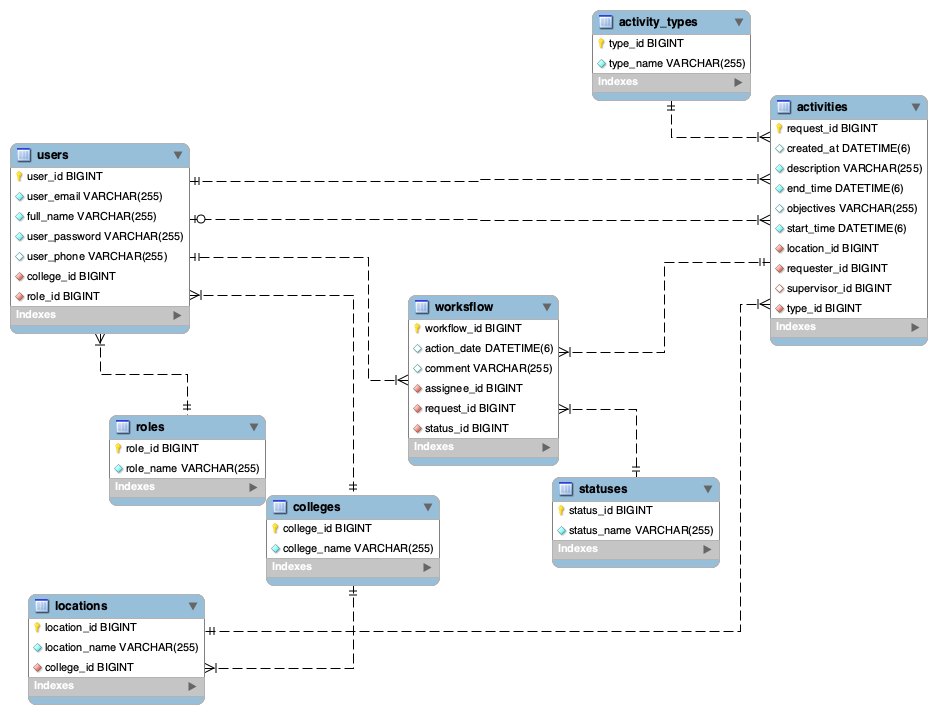 activity_types
type_id BIGINT
type_name VARCHAR(255)
Indexes
activities
request_id BIGINT
created_at DATETIME(6)
description VARCHAR(255)
end_time DATETIME(6)
objectives VARCHAR(255)
start_time DATETIME(6)
location_id BIGINT
requester_id BIGINT
supervisor_id BIGINT
type_id BIGINT
Indexes
users
user_id BIGINT
user_email VARCHAR(255)
full_name VARCHAR(255)
user_password VARCHAR(255)
user_phone VARCHAR(255)
college_id BIGINT
role_id BIGINT
Indexes
worksflow
workflow_id BIGINT
action_date DATETIME(6)
comment VARCHAR(255)
assignee_id BIGINT
request_id BIGINT
status_id BIGINT
Indexes
roles
role_id BIGINT
role_name VARCHAR(255)
Indexes
colleges
college_id BIGINT
college_name VARCHAR(255)
Indexes
statuses
status_id BIGINT
status_name VARCHAR(255)
Indexes
locations
location_id BIGINT
location_name VARCHAR(255)
college_id BIGINT
Indexes